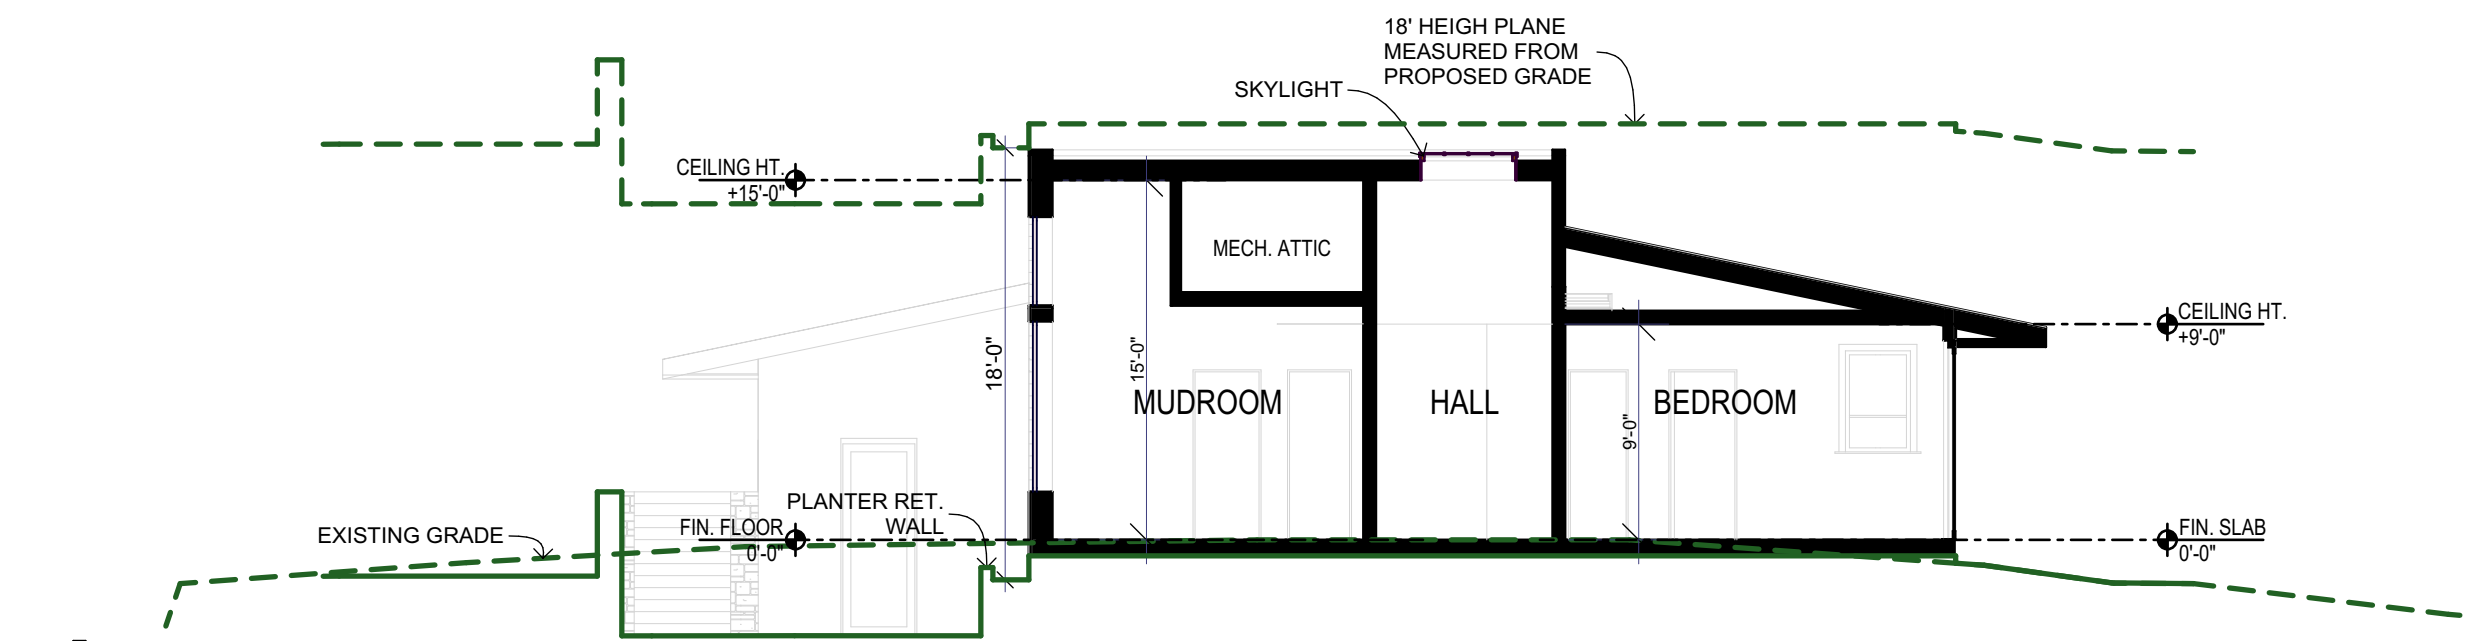 18' HEIGH PLANE
MEASURED FROM
PROPOSED GRADE
SKYLIGHT
CEILING HT.
+15'-0"
MECH. ATTIC
CEILING HT.
+9'-0"
18'-0"
15'-0"
MUDROOM
HALL
BEDROOM
9'-0"
PLANTER RET.
WALL
EXISTING GRADE
FIN. FLOOR
0'-0"
FIN. SLAB
0'-0"